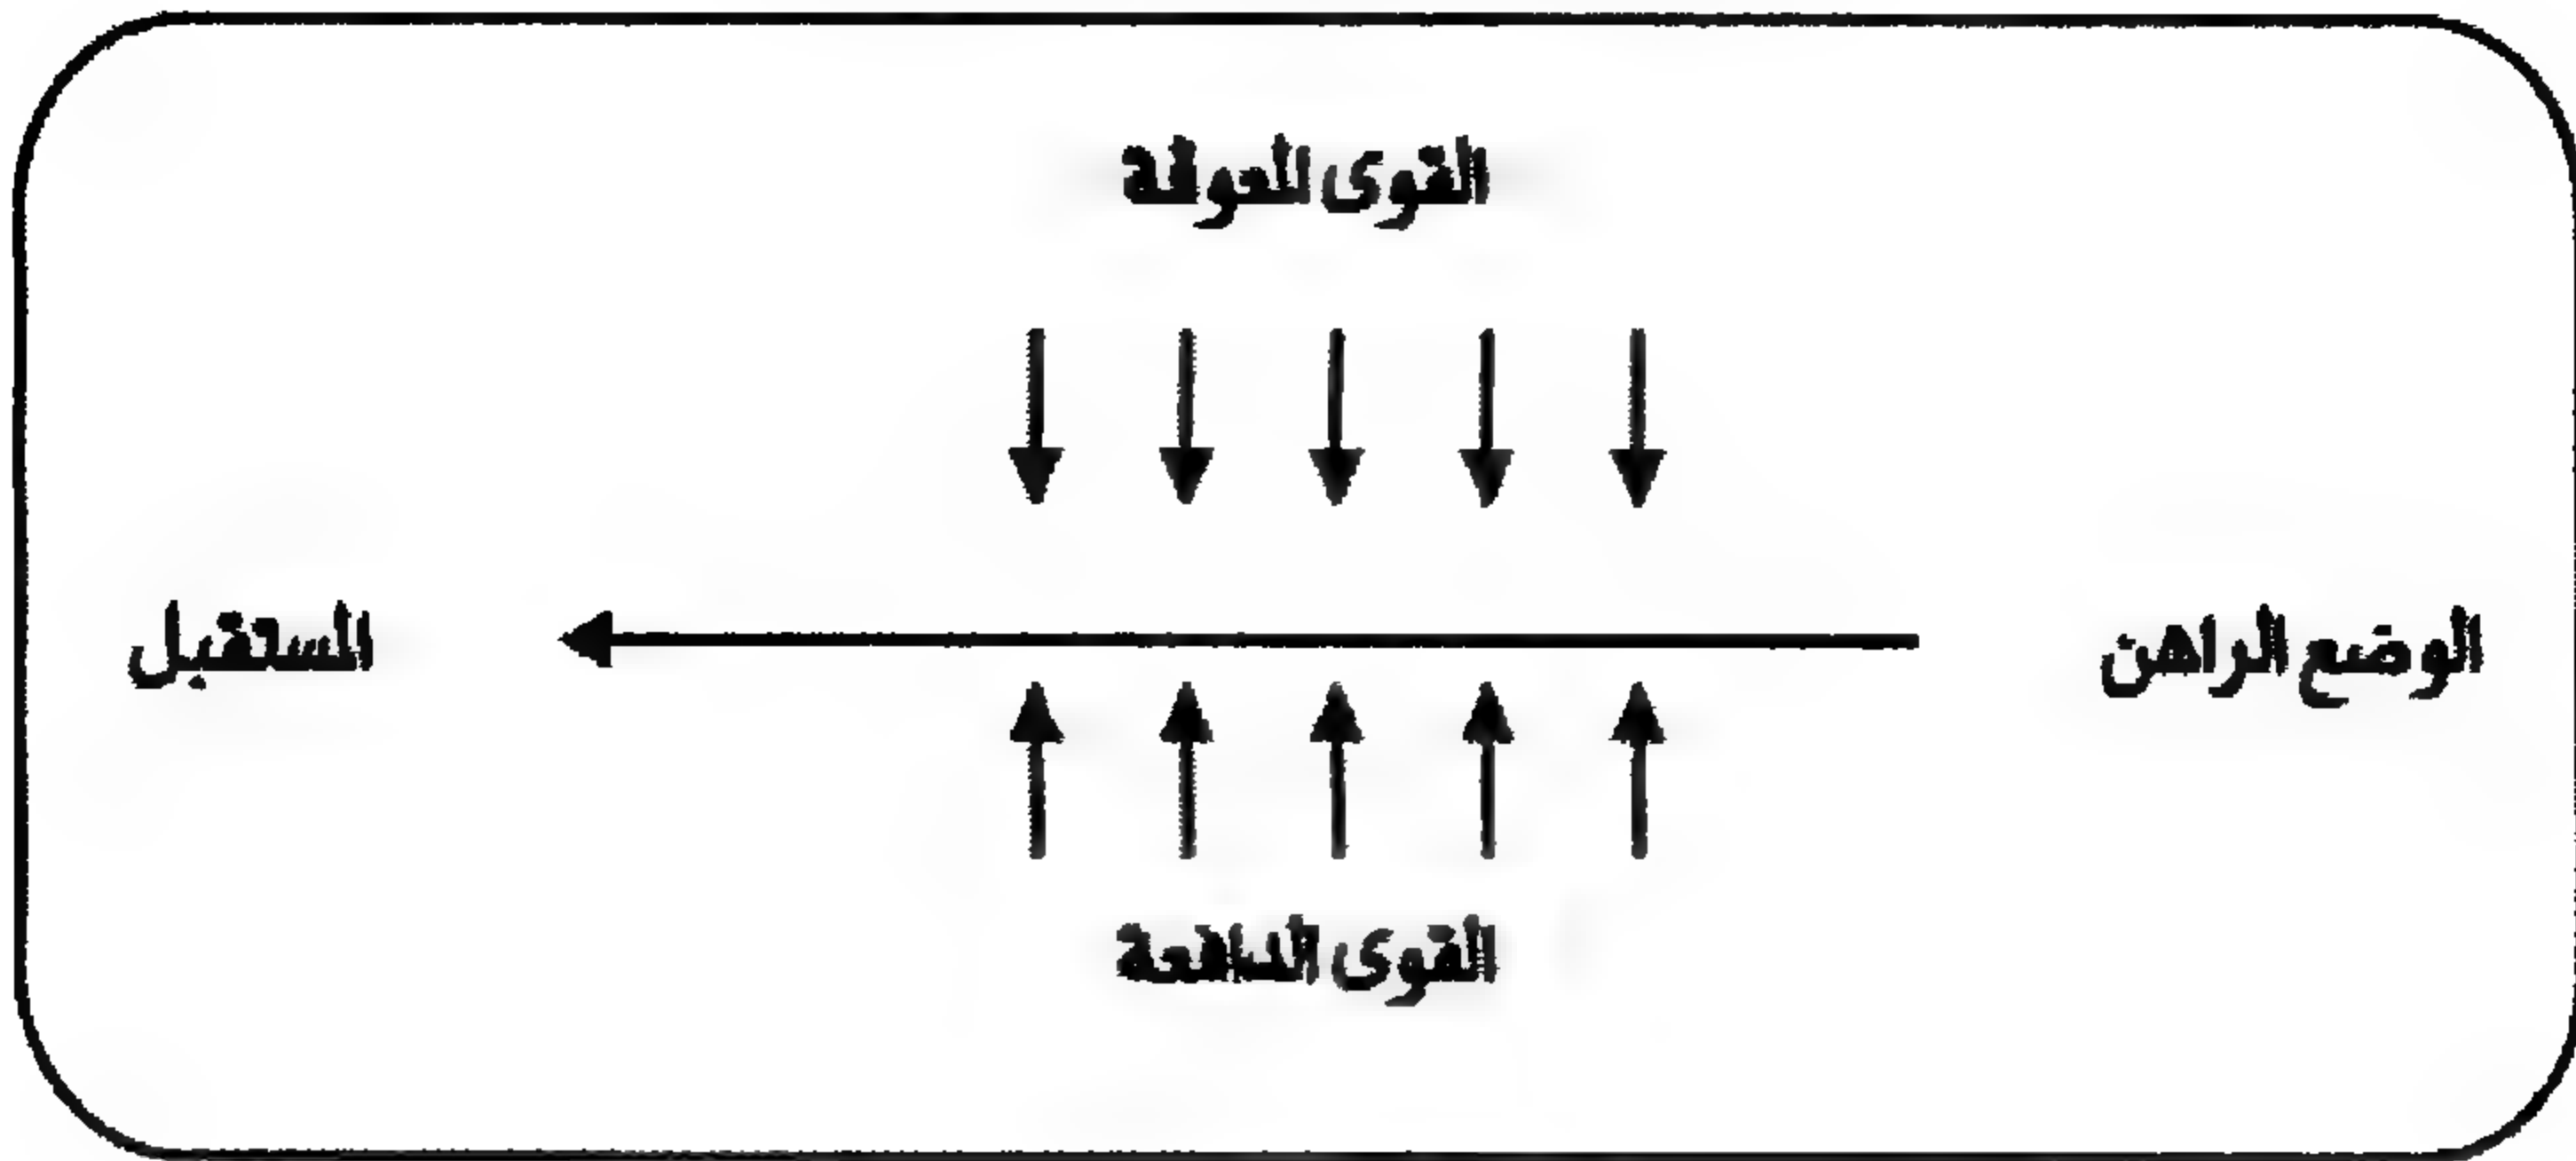 القوى المعوقة
الوضع الراهن
المستقبل
القوى الدافعة